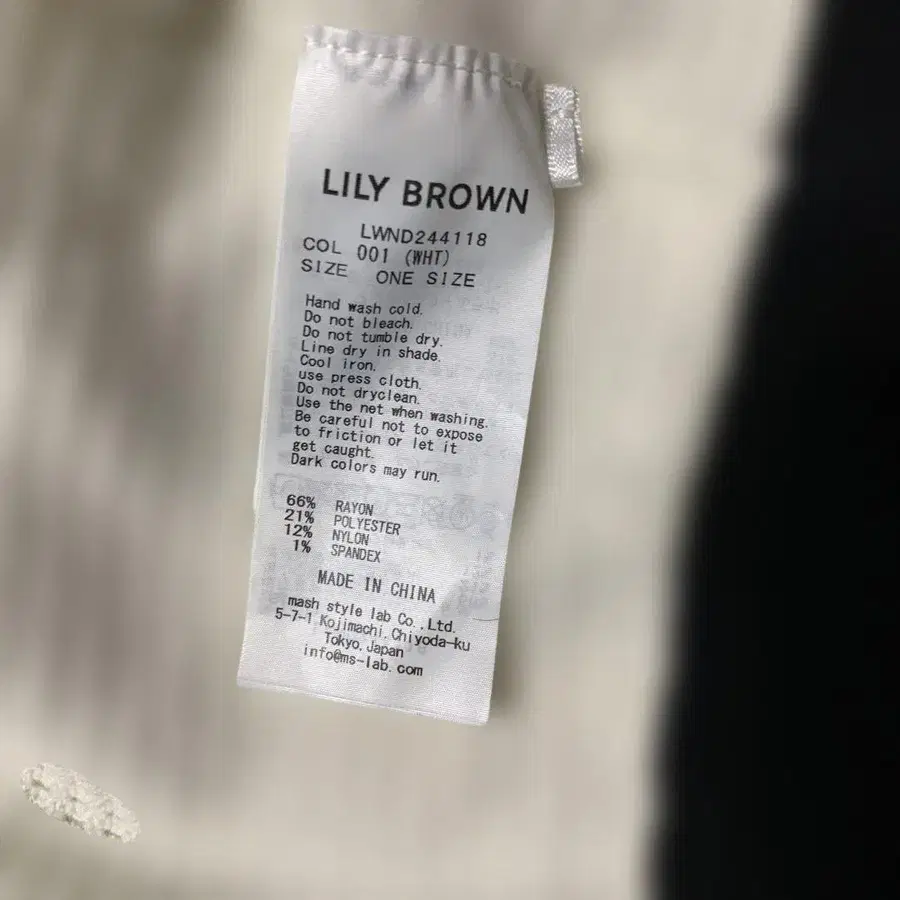 LILY BROWN
LWND244118
COL 001 (WHT)
SIZE ONE SIZE
Hand wash cold.
Do not bleach.
Do not tumble dry.
Line dry in shade.
Cool iron.
use press cloth.
Do not dryclean.
Use the net when washing.
Be careful not to expose
to friction or let it
get caught.
Dark colors may run.
66% RAYON
21% POLYESTER
12% NYLON
1% SPANDEX
MADE IN CHINA
mash style lab Co.,Ltd.
5-7-1 Kojimachi,Chiyoda-ku
Tokyo,Japan
info@ms-lab.com